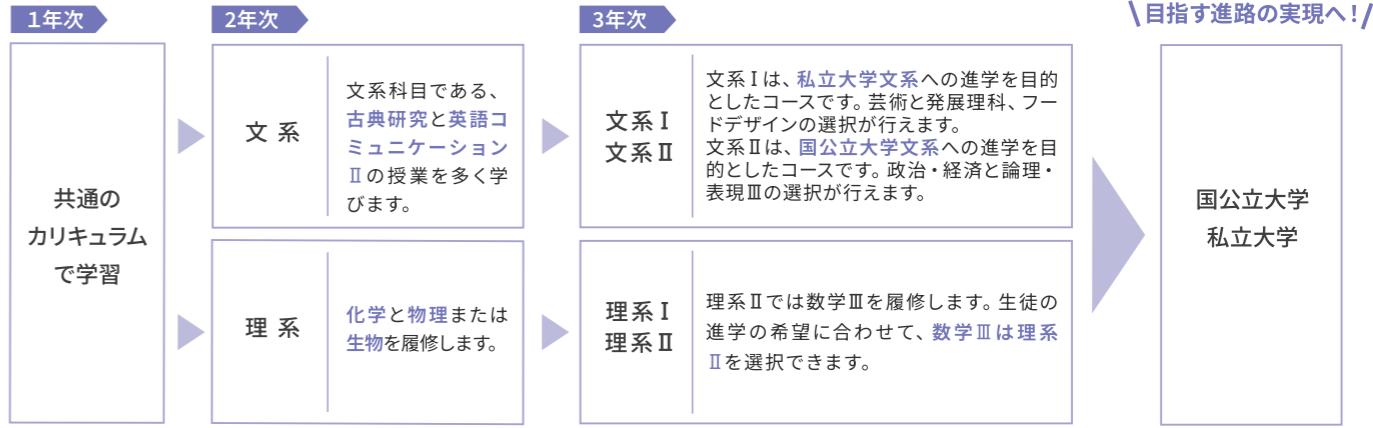 1年次
共通の
カリキュラム
で学習
2年次
文系
文系科目である、
古典研究と英語コ
ミュニケーション
Ⅱの授業を多く学
びます。
理系
化学と物理または
生物を履修します。
3年次
文系Ⅰ
文系Ⅱ
文系Ⅰは、私立大学文系への進学を目的
としたコースです。芸術と発展理科、フー
ドデザインの選択が行えます。
文系Ⅱは、国公立大学文系への進学を目
的としたコースです。政治・経済と論理・
表現Ⅲの選択が行えます。
理系Ⅰ
理系Ⅱ
理系Ⅱでは数学Ⅲを履修します。生徒の
進学の希望に合わせて、数学Ⅲは理系
Ⅱを選択できます。
目指す進路の実現へ!
国公立大学
私立大学